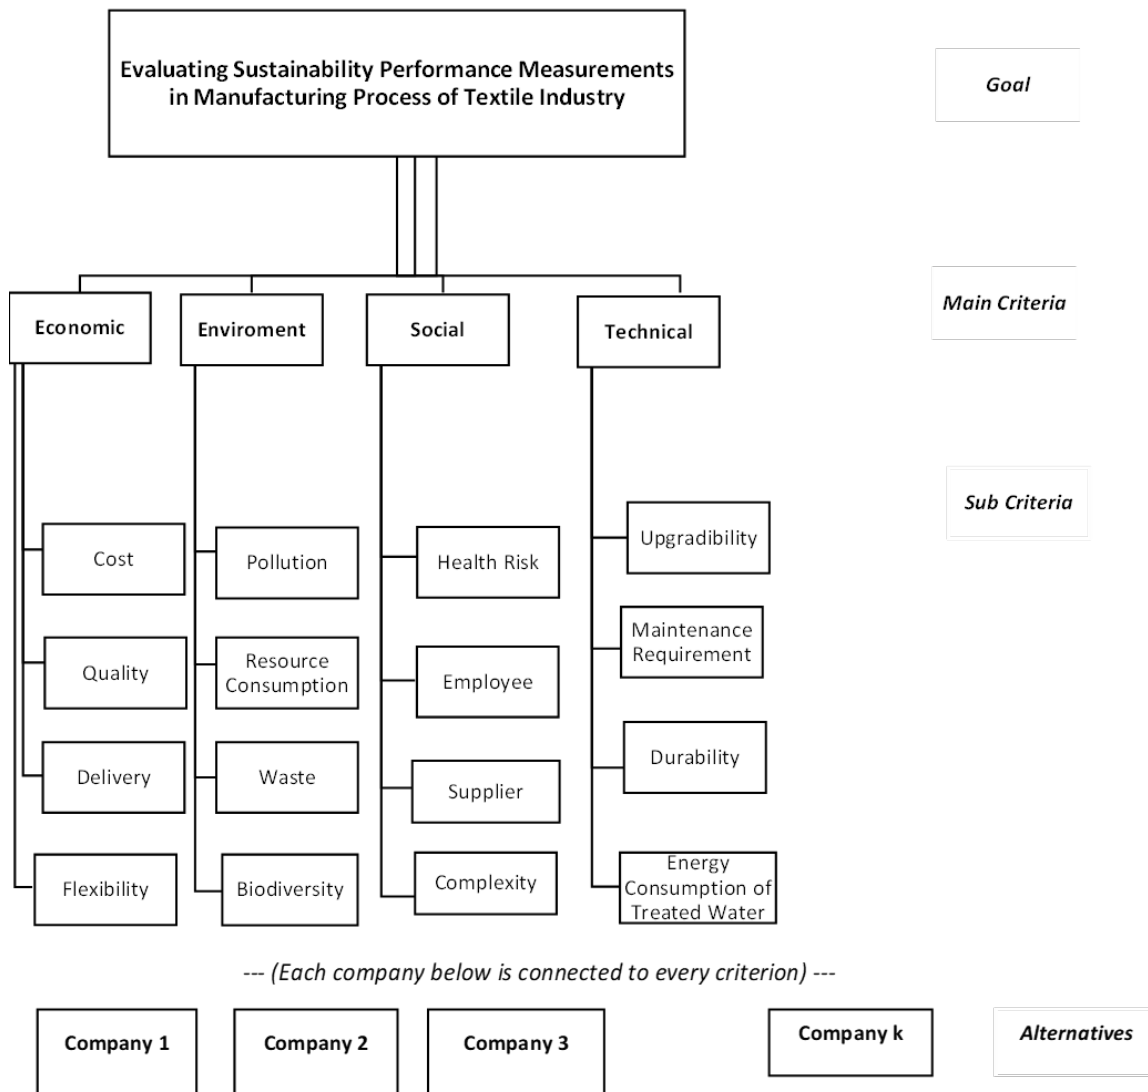 Evaluating Sustainability Performance Measurements
in Manufacturing Process of Textile Industry
Goal
Economic
Enviroment
Social
Technical
Main Criteria
Sub Criteria
Cost
Pollution
Health Risk
Upgradibility
Quality
Resource
Consumption
Employee
Maintenance
Requirement
Delivery
Waste
Supplier
Durability
Flexibility
Biodiversity
Complexity
Energy
Consumption of
Treated Water
--- (Each company below is connected to every criterion) ---
Company 1
Company 2
Company 3
Company k
Alternatives